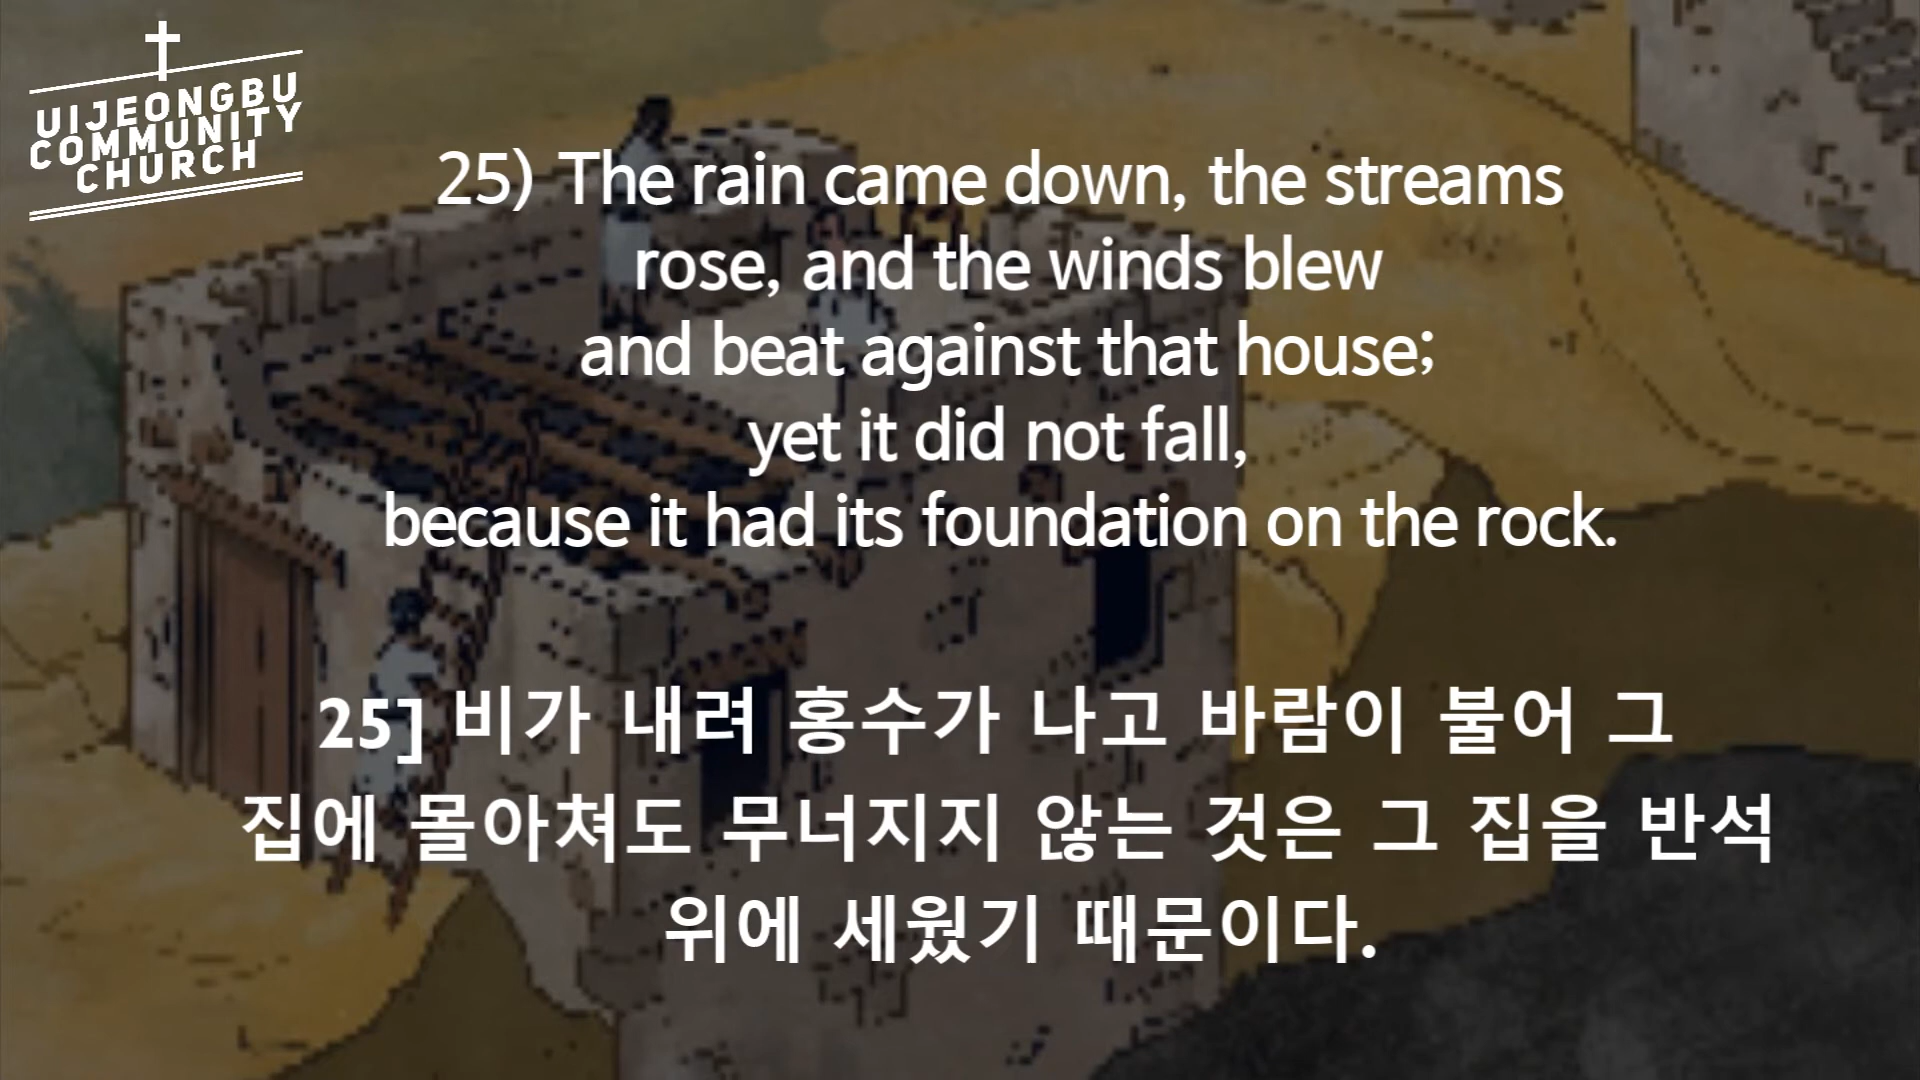 UIJEONGBU
COMMUNITY
CHURCH
25) The rain came down, the streams
rose, and the winds blew
and beat against that house;
yet it did not fall,
because it had its foundation on the rock.
25] 비가 내려 홍수가 나고 바람이 불어 그
집에 몰아쳐도 무너지지 않는 것은 그 집을 반석
위에 세웠기 때문이다.